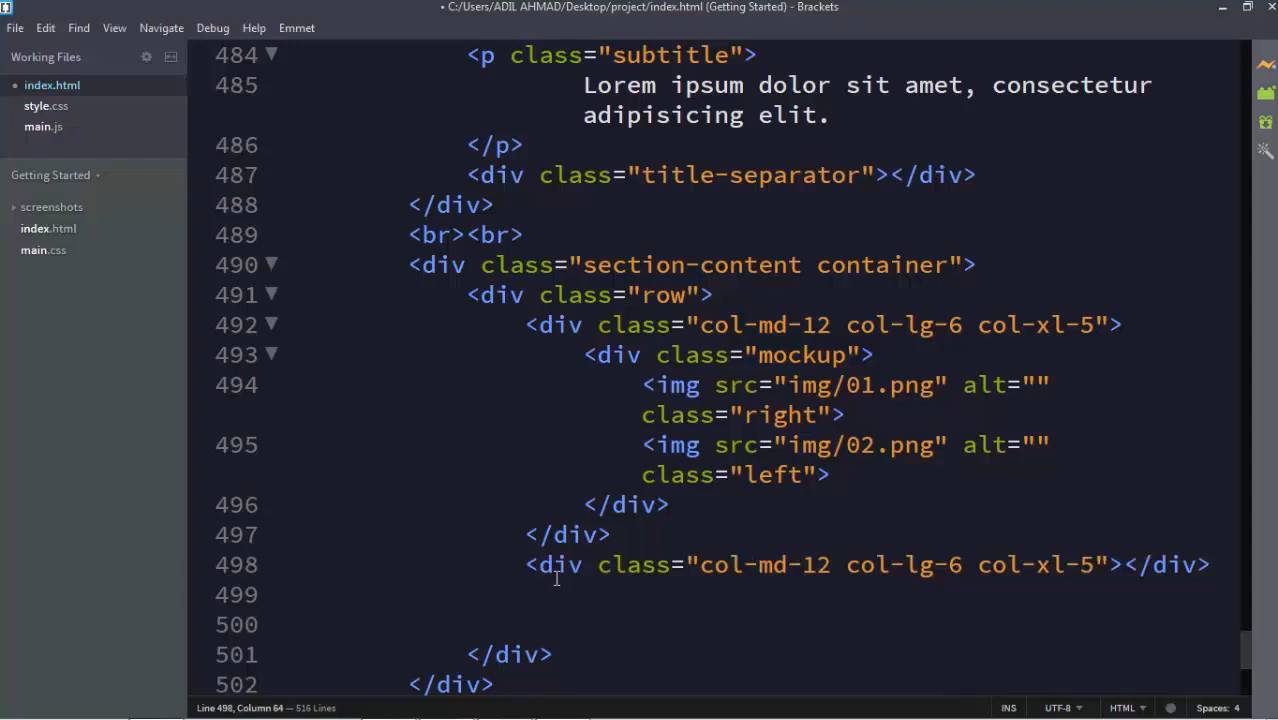 • C:/Users/ADIL AHMAD/Desktop/project/index.html (Getting Started) - Brackets
File Edit Find View Navigate Debug Help Emmet
Working Files
• index.html
style.css
main.js
Getting Started
screenshots
index.html
main.css
484 <p class="subtitle">
485 Lorem ipsum dolor sit amet, consectetur
adipisicing elit.
486 </p>
487 <div class="title-separator"></div>
488 </div>
489 <br><br>
490 <div class="section-content container">
491 <div class="row">
492 <div class="col-md-12 col-lg-6 col-xl-5">
493 <div class="mockup">
494 <img src="img/01.png" alt=""
class="right">
495 <img src="img/02.png" alt=""
class="left">
496 </div>
497 </div>
498 <div class="col-md-12 col-lg-6 col-xl-5"></div>
499
500
501 </div>
502 </div>
Line 498, Column 64 — 516 Lines
INS UTF-8 HTML Spaces: 4